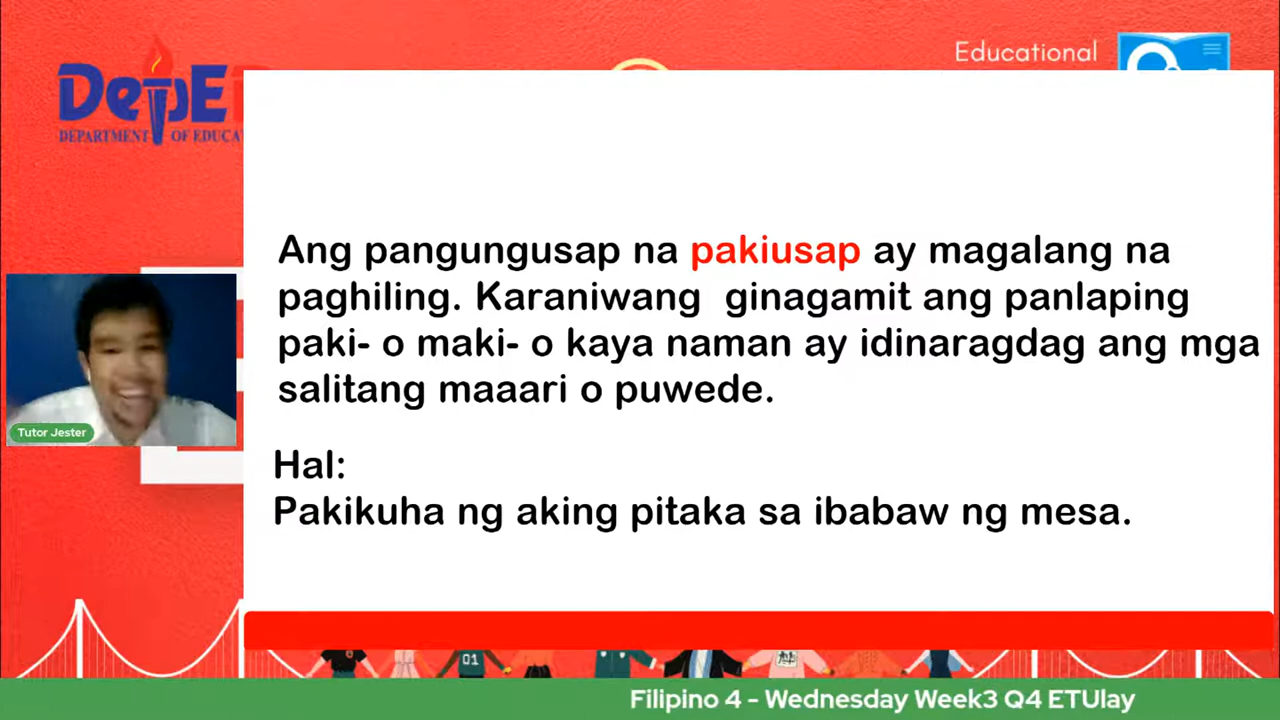 Educational
DepE
DEPARTMENT OF EDUCA
Ang pangungusap na pakiusap ay magalang na
paghiling. Karaniwang ginagamit ang panlaping
paki- o maki- o kaya naman ay idinaragdag ang mga
salitang maaari o puwede.
Tutor Jester
Hal:
Pakikuha ng aking pitaka sa ibabaw ng mesa.
01
Filipino 4 - Wednesday Week3 Q4 ETUlay